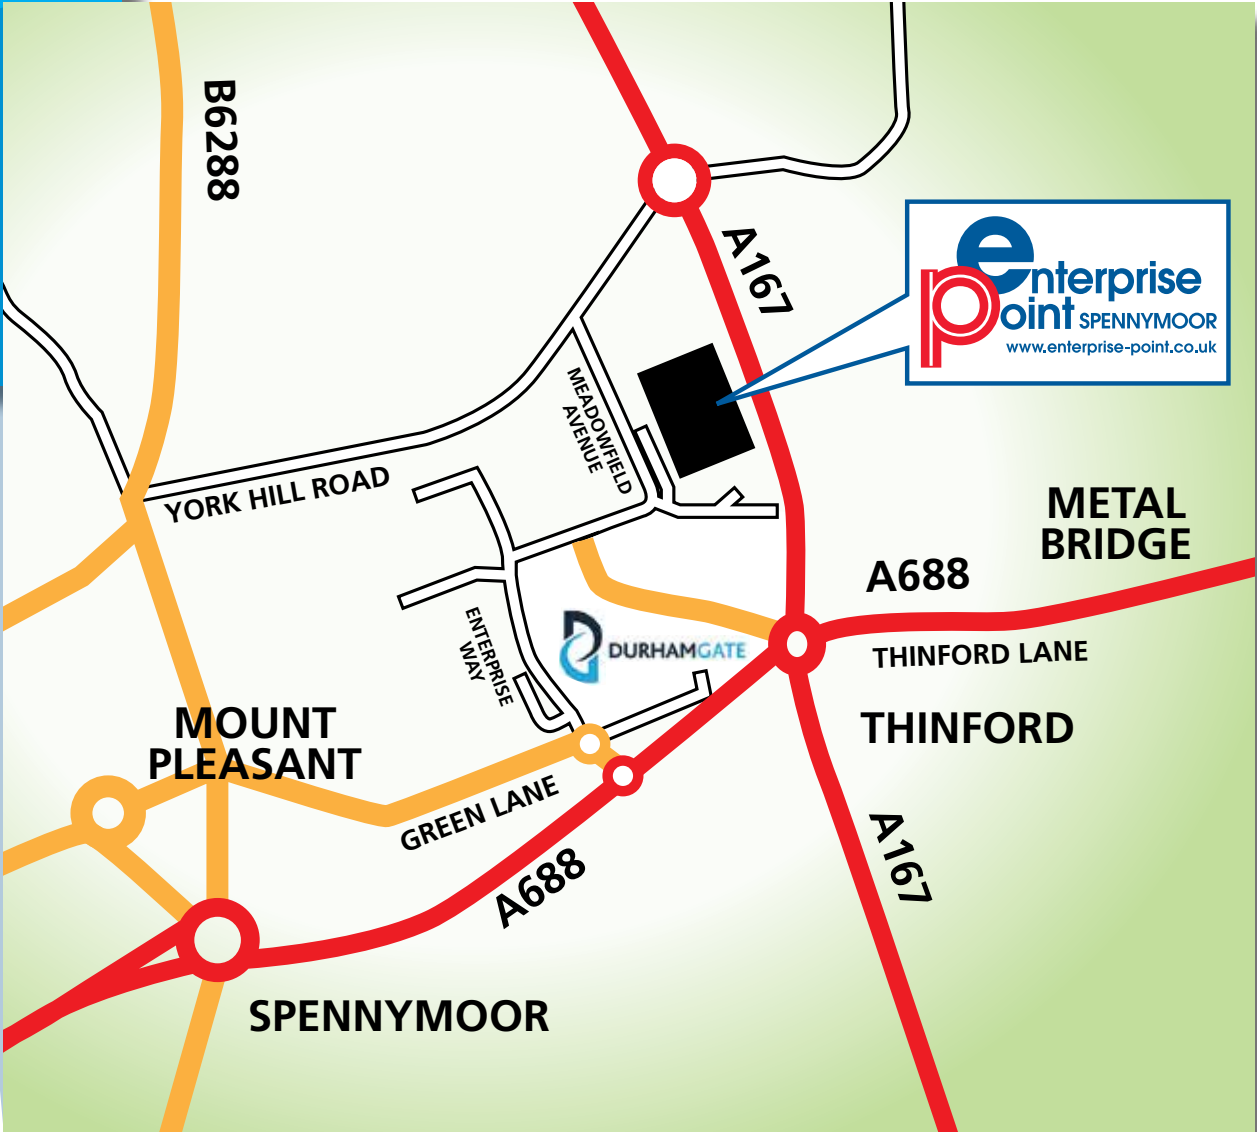 B6288
A167
enterprise
point SPENNYMOOR
www.enterprise-point.co.uk
MEADOWFIELD
AVENUE
YORK HILL ROAD
METAL
BRIDGE
A688
THINFORD LANE
ENTERPRISE
WAY
DURHAMGATE
THINFORD
MOUNT
PLEASANT
GREEN LANE
A688
A167
SPENNYMOOR